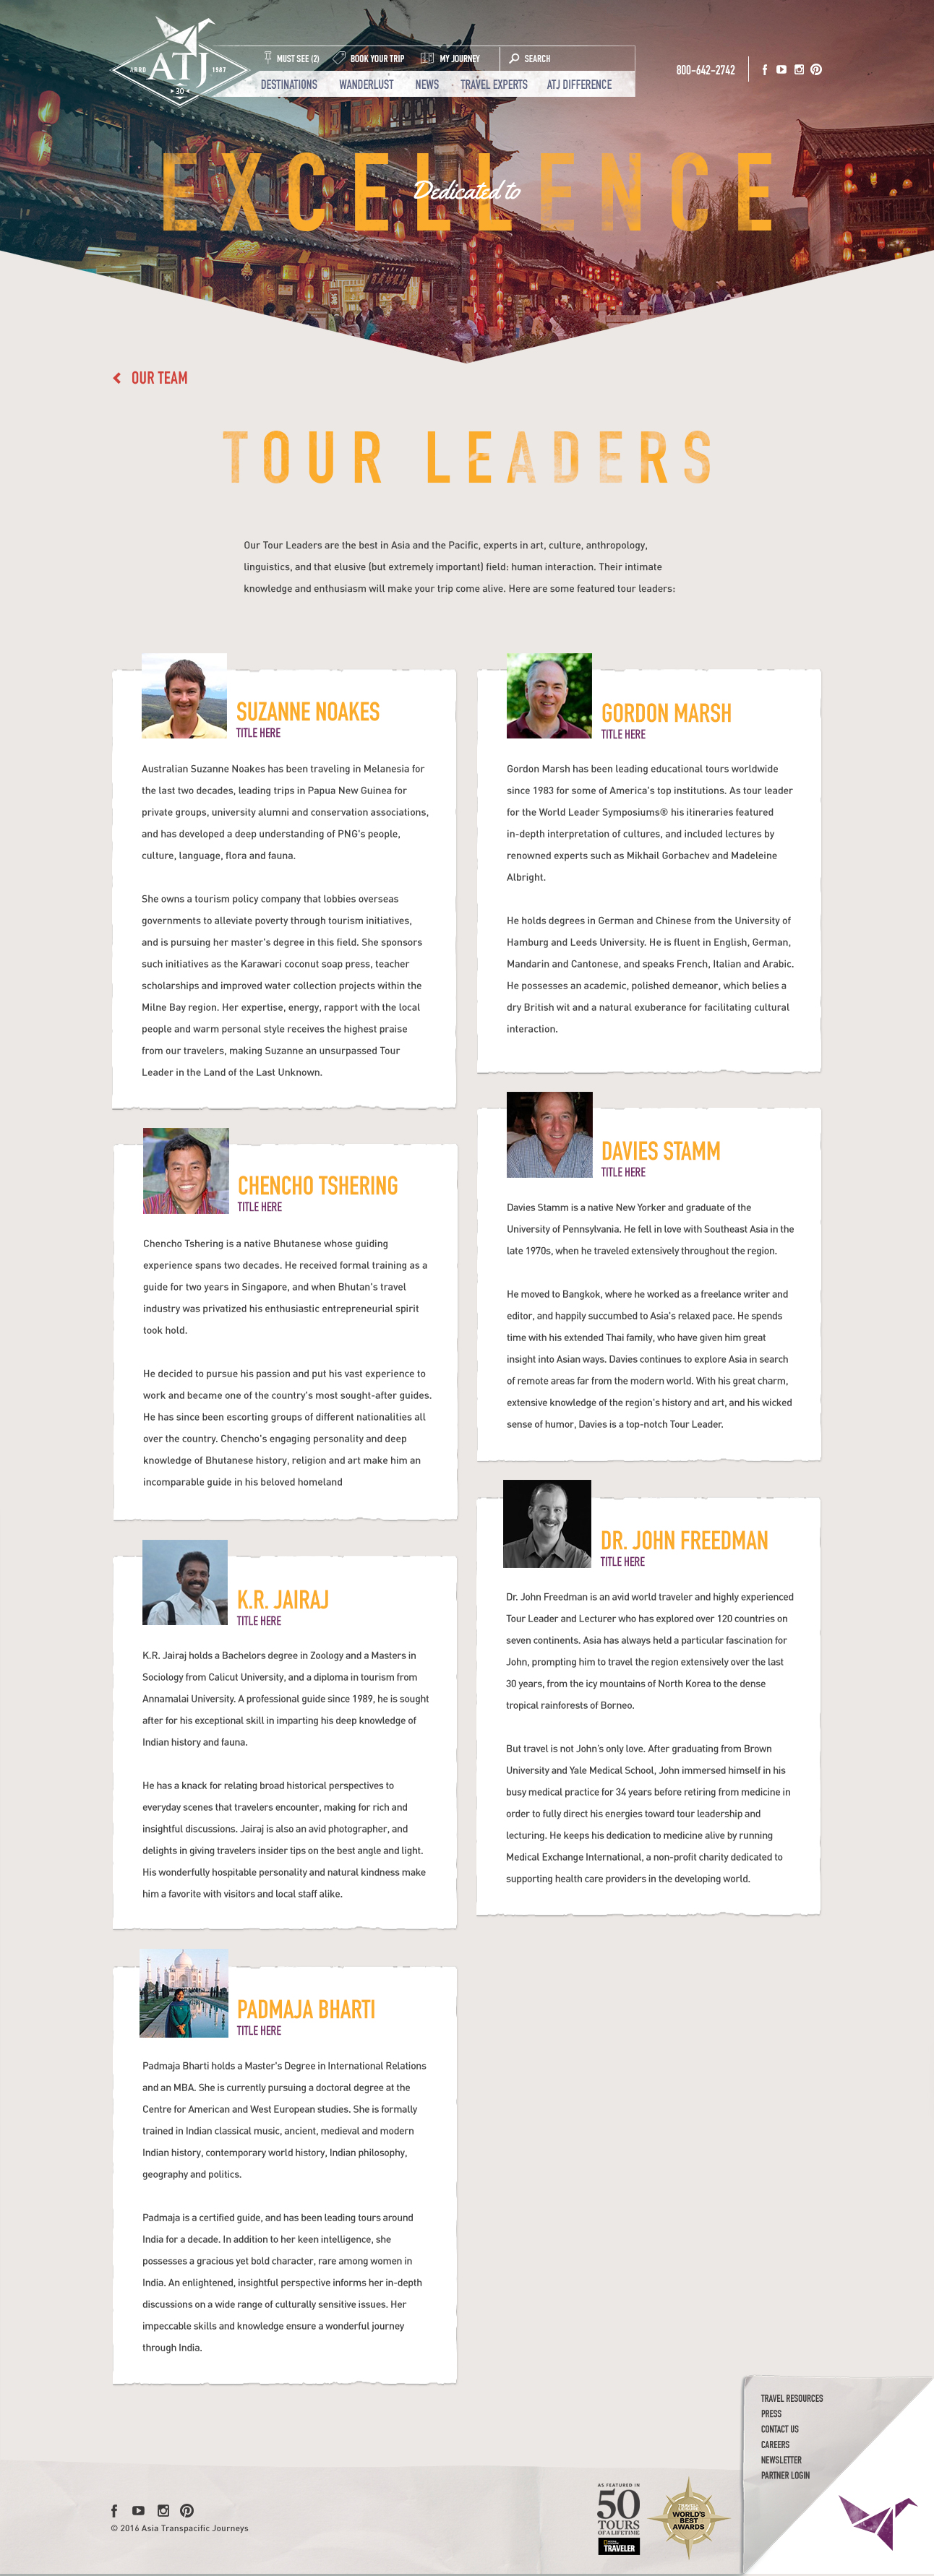 ABRD ATJ 1987
30
MUST SEE (2) BOOK YOUR TRIP MY JOURNEY SEARCH
DESTINATIONS WANDERLUST NEWS TRAVEL EXPERTS ATJ DIFFERENCE
800-642-2742
Dedicated to
EXCELLENCE
OUR TEAM
TOUR LEADERS
Our Tour Leaders are the best in Asia and the Pacific, experts in art, culture, anthropology,
linguistics, and that elusive (but extremely important) field: human interaction. Their intimate
knowledge and enthusiasm will make your trip come alive. Here are some featured tour leaders:
SUZANNE NOAKES
TITLE HERE
Australian Suzanne Noakes has been traveling in Melanesia for
the last two decades, leading trips in Papua New Guinea for
private groups, university alumni and conservation associations,
and has developed a deep understanding of PNG's people,
culture, language, flora and fauna.
She owns a tourism policy company that lobbies overseas
governments to alleviate poverty through tourism initiatives,
and is pursuing her master's degree in this field. She sponsors
such initiatives as the Karawari coconut soap press, teacher
scholarships and improved water collection projects within the
Milne Bay region. Her expertise, energy, rapport with the local
people and warm personal style receives the highest praise
from our travelers, making Suzanne an unsurpassed Tour
Leader in the Land of the Last Unknown.
GORDON MARSH
TITLE HERE
Gordon Marsh has been leading educational tours worldwide
since 1983 for some of America's top institutions. As tour leader
for the World Leader Symposiums® his itineraries featured
in-depth interpretation of cultures, and included lectures by
renowned experts such as Mikhail Gorbachev and Madeleine
Albright.
He holds degrees in German and Chinese from the University of
Hamburg and Leeds University. He is fluent in English, German,
Mandarin and Cantonese, and speaks French, Italian and Arabic.
He possesses an academic, polished demeanor, which belies a
dry British wit and a natural exuberance for facilitating cultural
interaction.
CHENCHO TSHERING
TITLE HERE
Chencho Tshering is a native Bhutanese whose guiding
experience spans two decades. He received formal training as a
guide for two years in Singapore, and when Bhutan's travel
industry was privatized his enthusiastic entrepreneurial spirit
took hold.
He decided to pursue his passion and put his vast experience to
work and became one of the country's most sought-after guides.
He has since been escorting groups of different nationalities all
over the country. Chencho's engaging personality and deep
knowledge of Bhutanese history, religion and art make him an
incomparable guide in his beloved homeland
DAVIES STAMM
TITLE HERE
Davies Stamm is a native New Yorker and graduate of the
University of Pennsylvania. He fell in love with Southeast Asia in the
late 1970s, when he traveled extensively throughout the region.
He moved to Bangkok, where he worked as a freelance writer and
editor, and happily succumbed to Asia's relaxed pace. He spends
time with his extended Thai family, who have given him great
insight into Asian ways. Davies continues to explore Asia in search
of remote areas far from the modern world. With his great charm,
extensive knowledge of the region's history and art, and his wicked
sense of humor, Davies is a top-notch Tour Leader.
K.R. JAIRAJ
TITLE HERE
K.R. Jairaj holds a Bachelors degree in Zoology and a Masters in
Sociology from Calicut University, and a diploma in tourism from
Annamalai University. A professional guide since 1989, he is sought
after for his exceptional skill in imparting his deep knowledge of
Indian history and fauna.
He has a knack for relating broad historical perspectives to
everyday scenes that travelers encounter, making for rich and
insightful discussions. Jairaj is also an avid photographer, and
delights in giving travelers insider tips on the best angle and light.
His wonderfully hospitable personality and natural kindness make
him a favorite with visitors and local staff alike.
DR. JOHN FREEDMAN
TITLE HERE
Dr. John Freedman is an avid world traveler and highly experienced
Tour Leader and Lecturer who has explored over 120 countries on
seven continents. Asia has always held a particular fascination for
John, prompting him to travel the region extensively over the last
30 years, from the icy mountains of North Korea to the dense
tropical rainforests of Borneo.
But travel is not John's only love. After graduating from Brown
University and Yale Medical School, John immersed himself in his
busy medical practice for 34 years before retiring from medicine in
order to fully direct his energies toward tour leadership and
lecturing. He keeps his dedication to medicine alive by running
Medical Exchange International, a non-profit charity dedicated to
supporting health care providers in the developing world.
PADMAJA BHARTI
TITLE HERE
Padmaja Bharti holds a Master's Degree in International Relations
and an MBA. She is currently pursuing a doctoral degree at the
Centre for American and West European studies. She is formally
trained in Indian classical music, ancient, medieval and modern
Indian history, contemporary world history, Indian philosophy,
geography and politics.
Padmaja is a certified guide, and has been leading tours around
India for a decade. In addition to her keen intelligence, she
possesses a gracious yet bold character, rare among women in
India. An enlightened, insightful perspective informs her in-depth
discussions on a wide range of culturally sensitive issues. Her
impeccable skills and knowledge ensure a wonderful journey
through India.
TRAVEL RESOURCES
PRESS
CONTACT US
CAREERS
NEWSLETTER
PARTNER LOGIN
© 2016 Asia Transpacific Journeys
AS FEATURED IN
50
TOURS
OF A LIFETIME
TRAVELER
WORLD'S
BEST
AWARDS